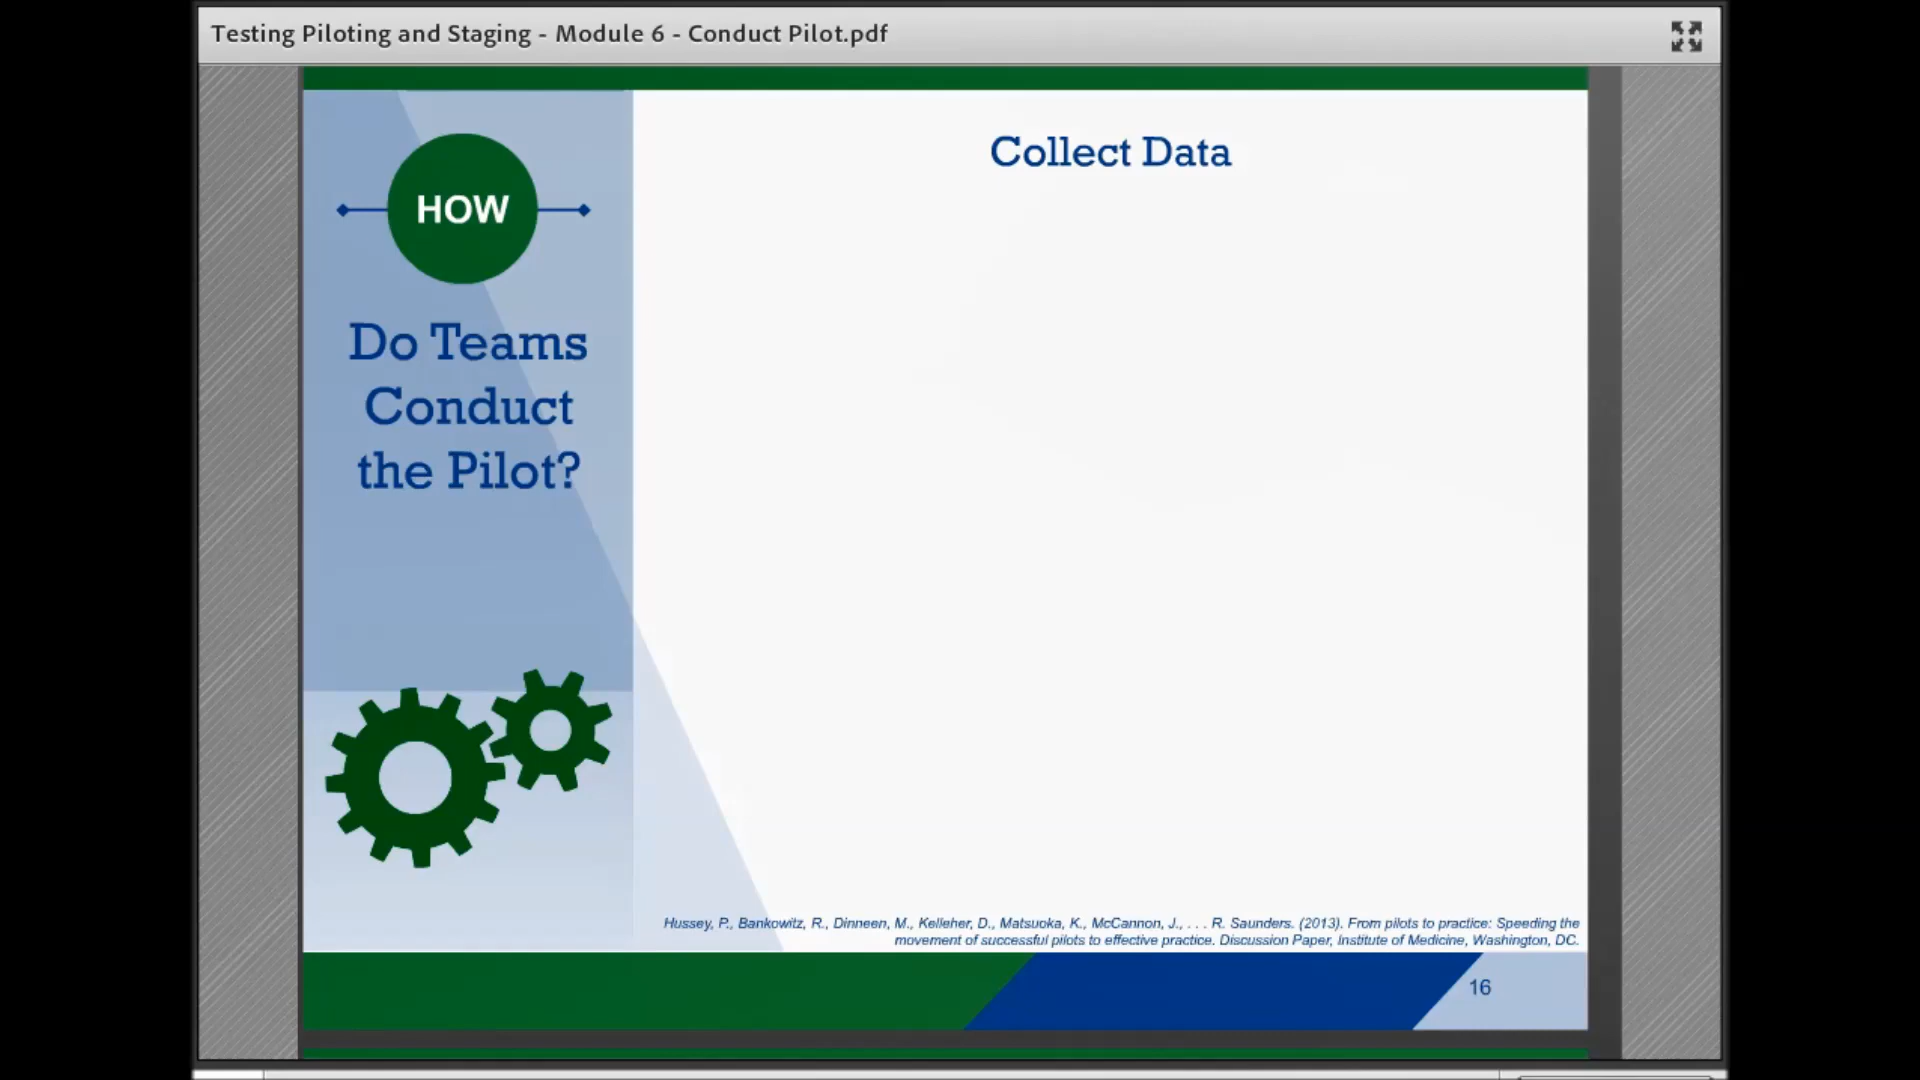 Testing Piloting and Staging - Module 6 - Conduct Pilot.pdf
HOW
Do Teams
Conduct
the Pilot?
Collect Data
Hussey, P., Bankowitz, R., Dinneen, M., Kelleher, D., Matsuoka, K., McCannon, J., . . . R. Saunders. (2013). From pilots to practice: Speeding the
movement of successful pilots to effective practice. Discussion Paper, Institute of Medicine, Washington, DC.
16